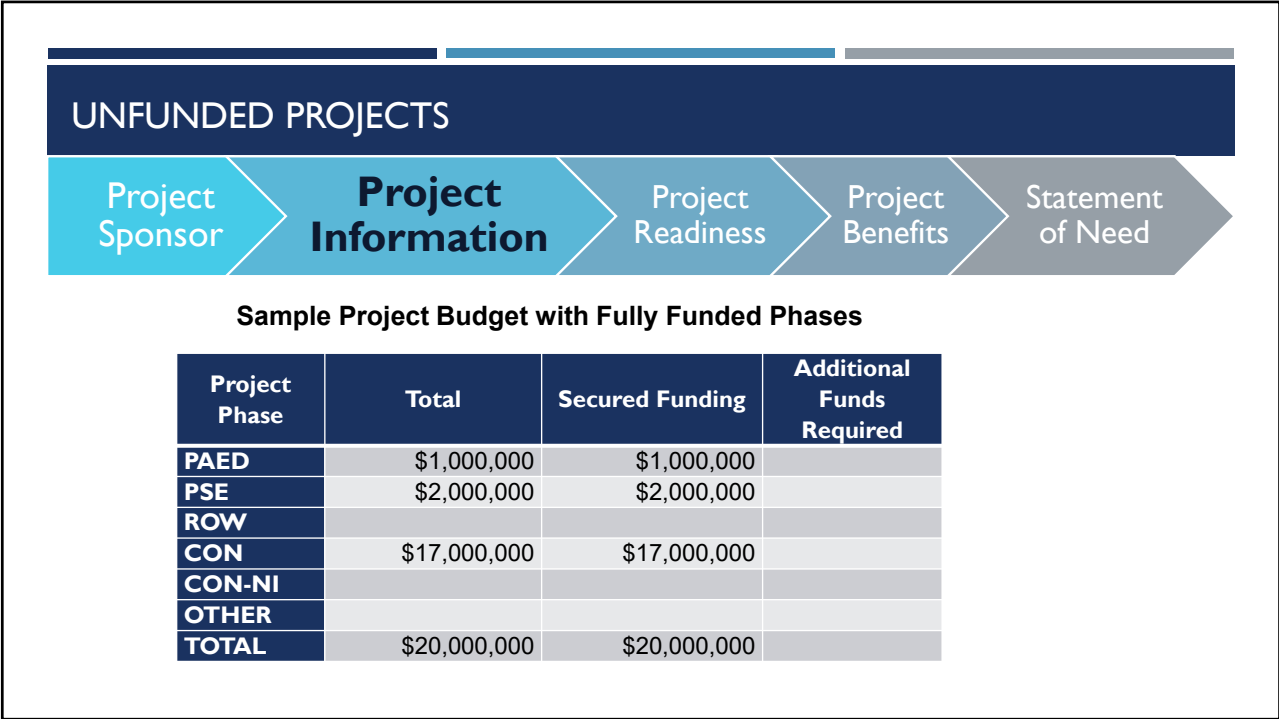 UNFUNDED PROJECTS
Project
Sponsor
Project
Information
Project
Readiness
Project
Benefits
Statement
of Need
Sample Project Budget with Fully Funded Phases
Project
Phase
Total
Secured Funding
Additional
Funds
Required
PAED $1,000,000 $1,000,000
PSE $2,000,000 $2,000,000
ROW
CON $17,000,000 $17,000,000
CON-NI
OTHER
TOTAL $20,000,000 $20,000,000